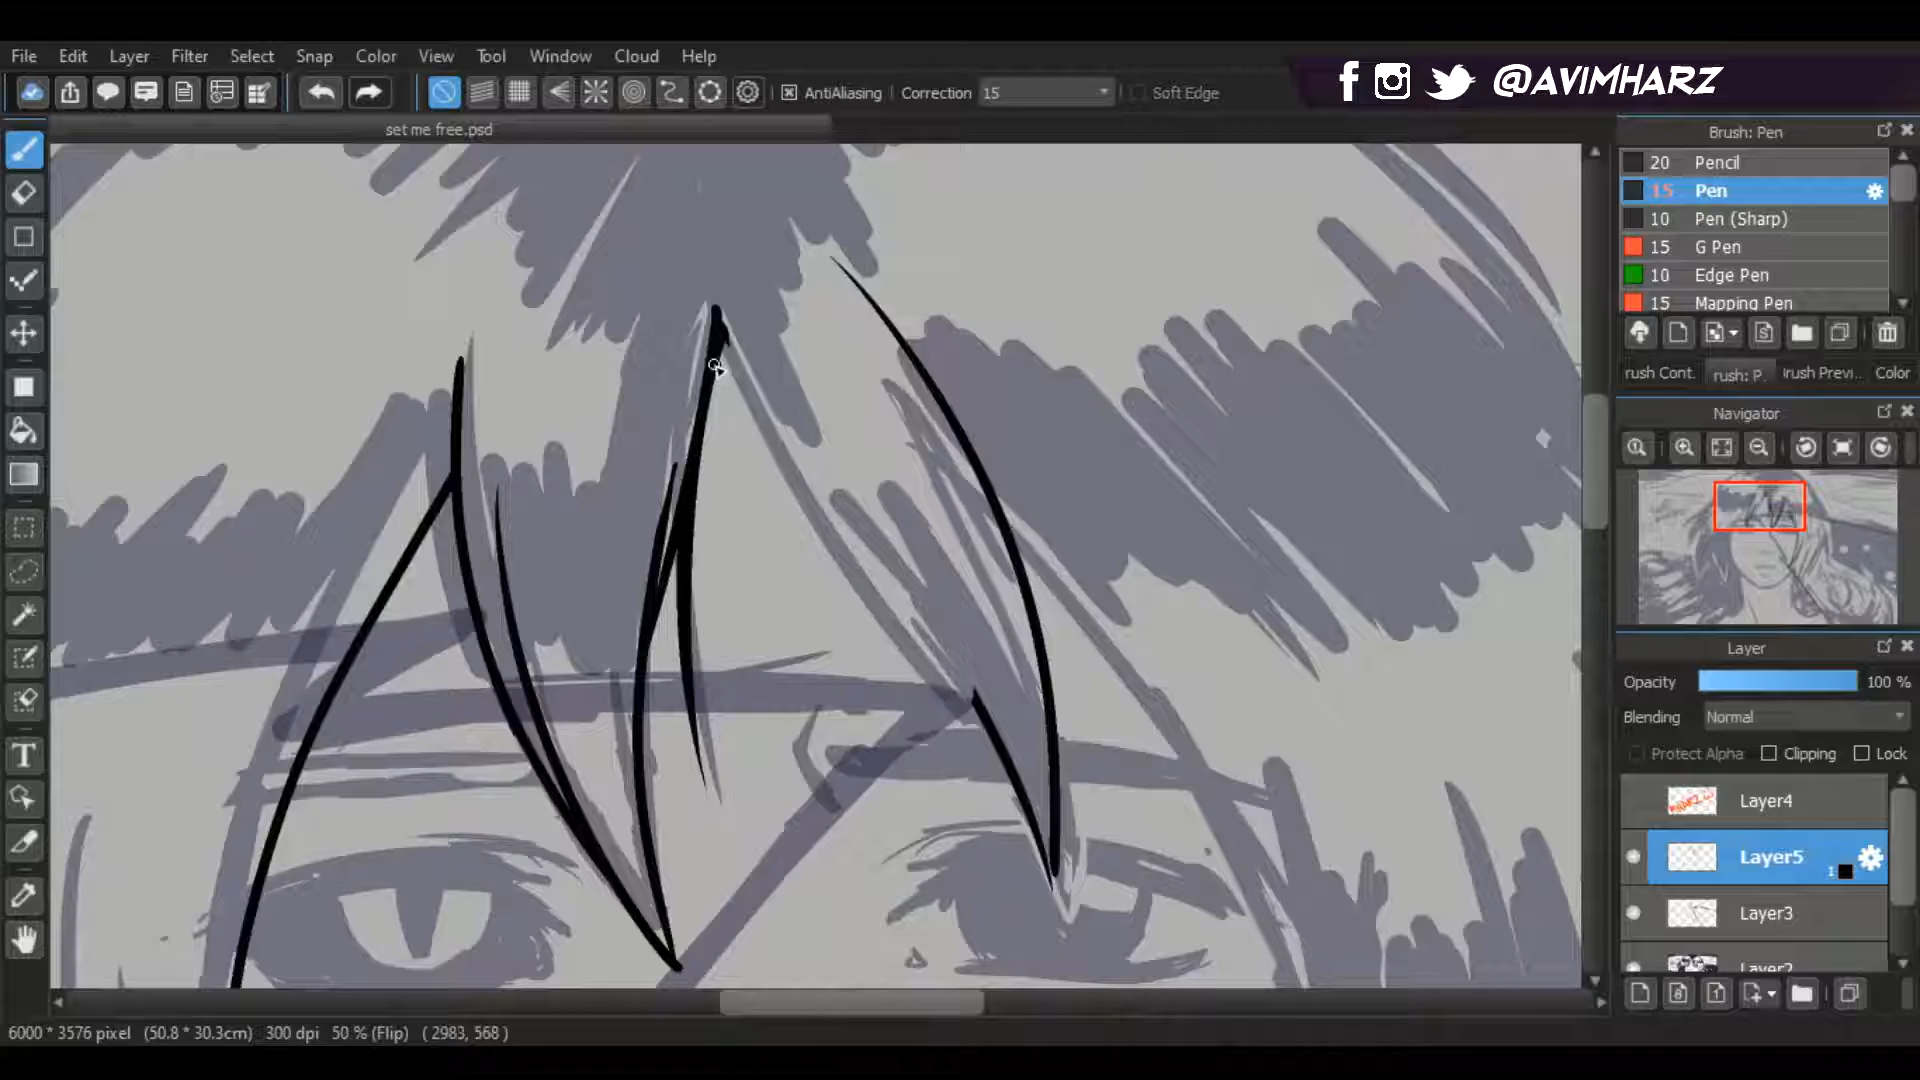 File Edit Layer Filter Select Snap Color View Tool Window Cloud Help
@AVIMHARZ
AntiAliasing Correction 15 Soft Edge
set me free.psd
Brush: Pen
20 Pencil
15 Pen
10 Pen (Sharp)
15 G Pen
10 Edge Pen
15 Mapping Pen
rush Cont. rush: P. rush Previ.. Color
Navigator
Layer
Opacity 100 %
Blending Normal
Protect Alpha Clipping Lock
Layer4
Layer5
1
Layer3
Layer2
6000 * 3576 pixel (50.8 * 30.3cm) 300 dpi 50 % (Flip) ( 2983, 568 )